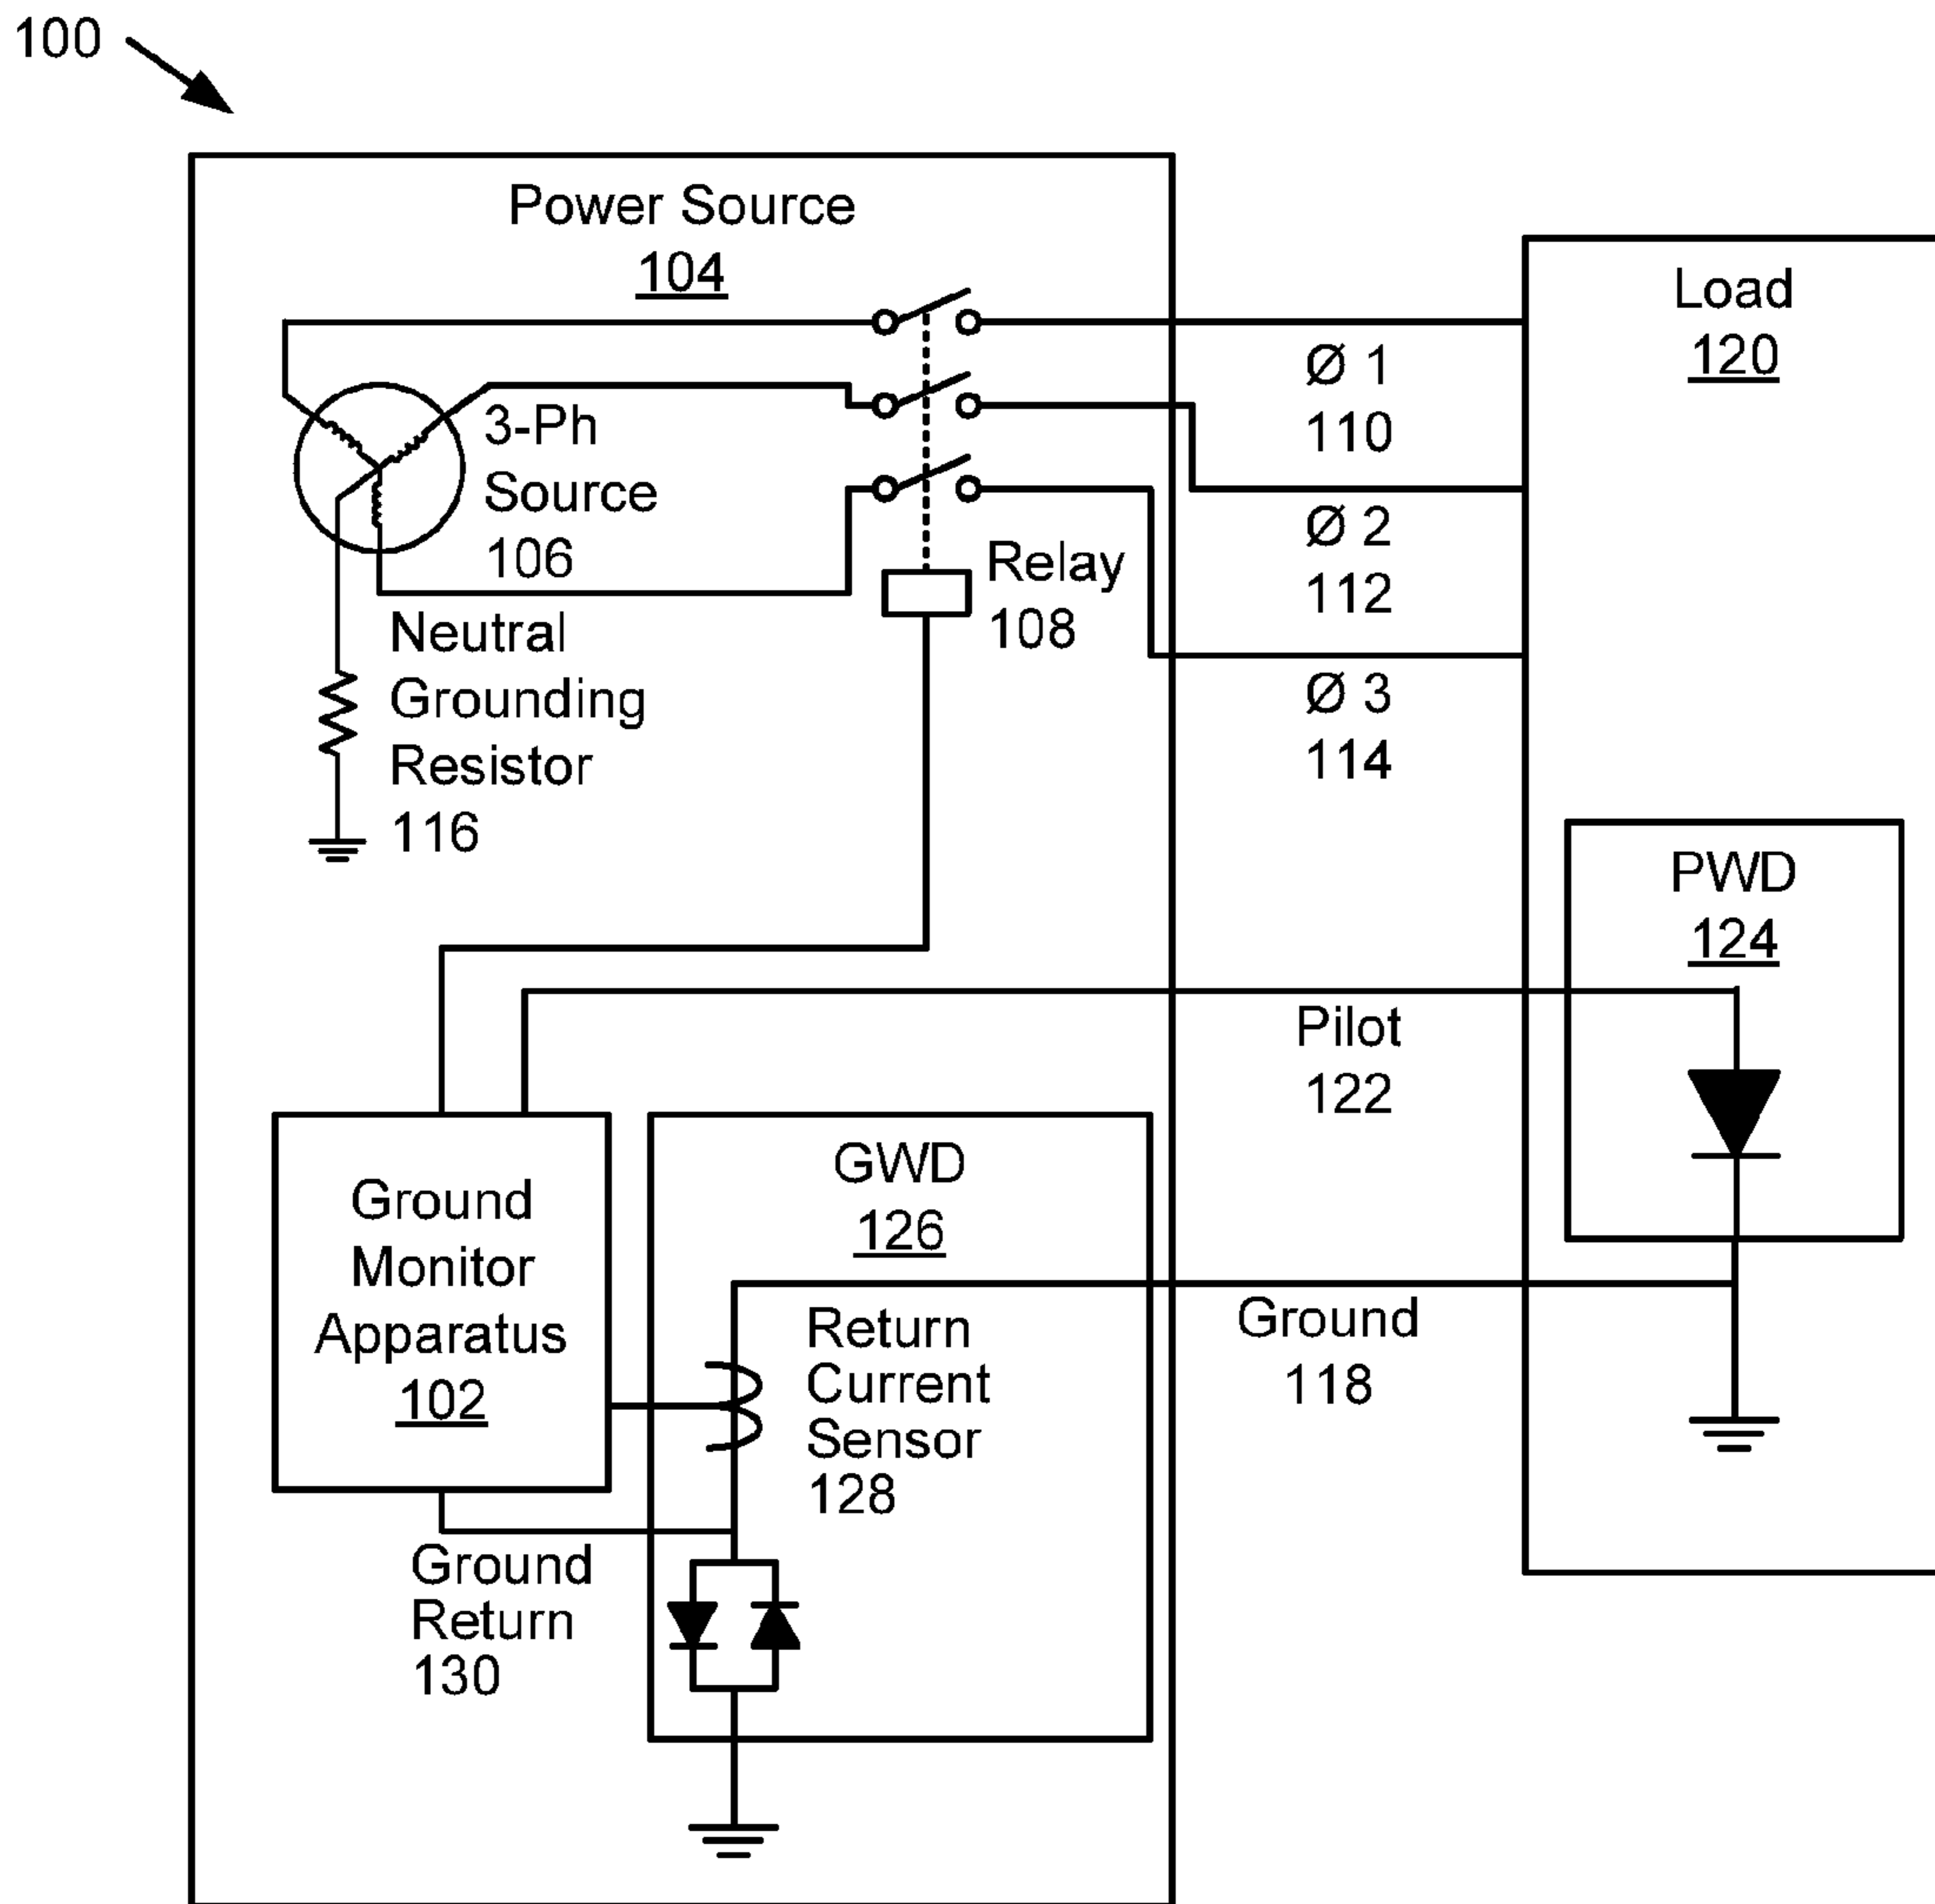 100
Power Source
104
3-Ph
Source
106
Neutral
Grounding
Resistor
116
Relay
108
Ø 1
110
Ø 2
112
Ø 3
114
Load
120
PWD
124
Pilot
122
Ground
Monitor
Apparatus
102
GWD
126
Return
Current
Sensor
128
Ground
118
Ground
Return
130